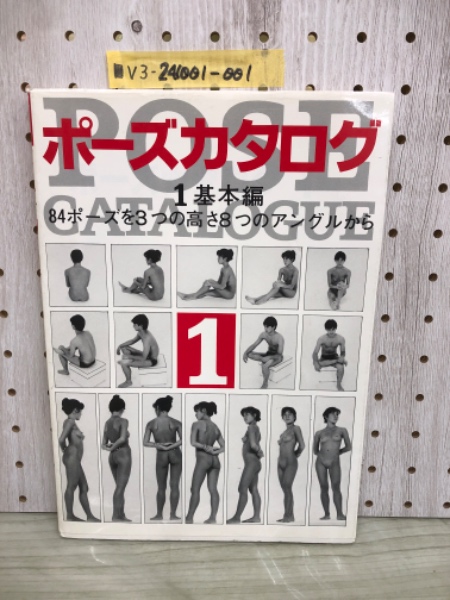 V3-241001-001
POSE
ポーズカタログ
1基本編
CATALOGUE
84ポーズを3つの高さ8つのアングルから
1